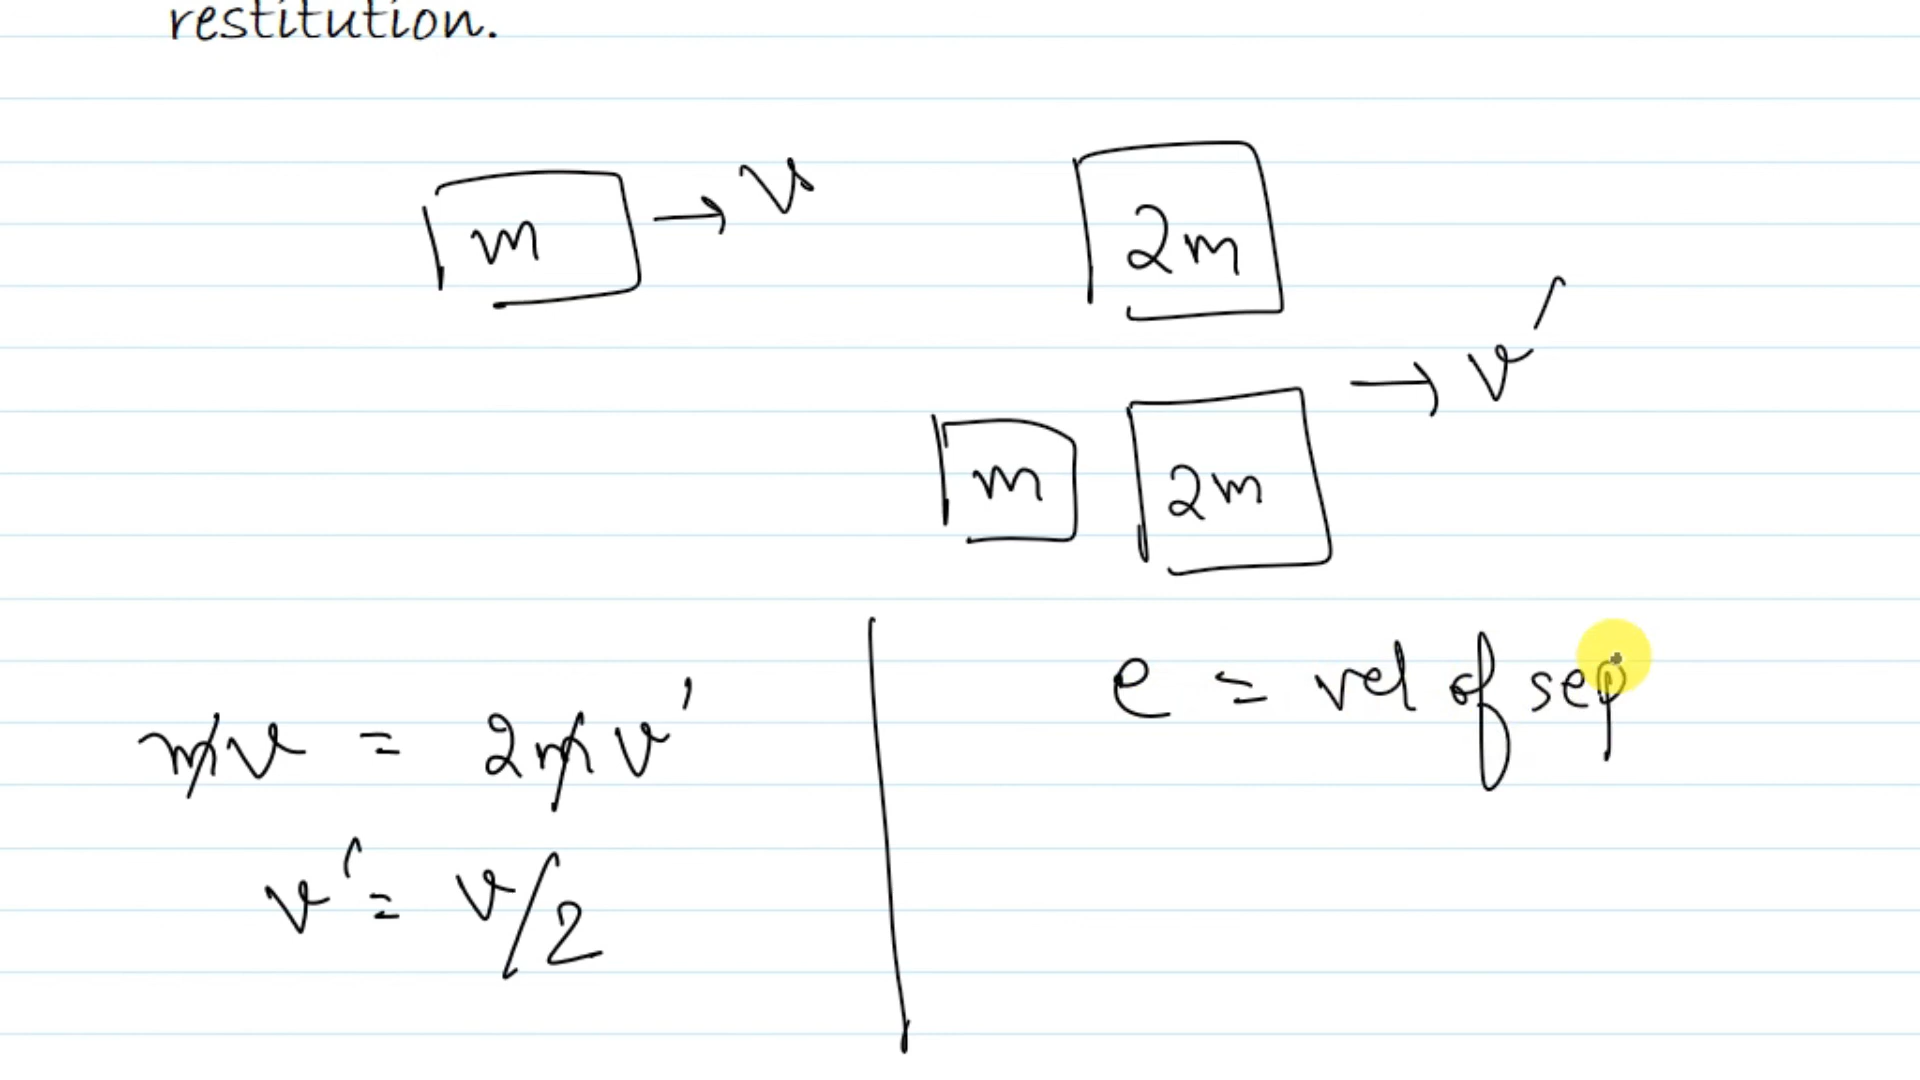 restitution.
m → v 2m
m 2m → v'
mv = 2mv'
v' = v/2
e = vel of sep